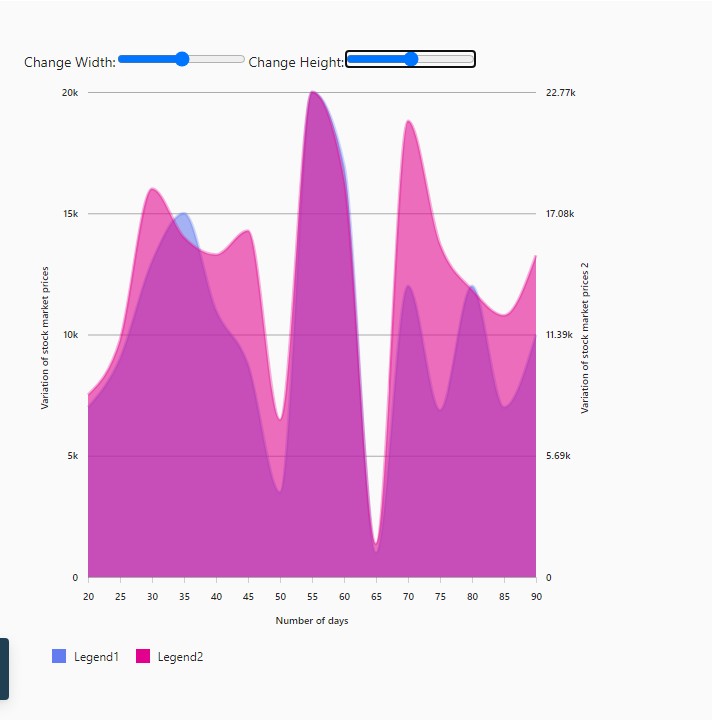 Change Width: Change Height:
20k 22.77k
15k 17.08k
Variation of stock market prices
Variation of stock market prices 2
10k 11.39k
5k 5.69k
0 0
20 25 30 35 40 45 50 55 60 65 70 75 80 85 90
Number of days
Legend1 Legend2